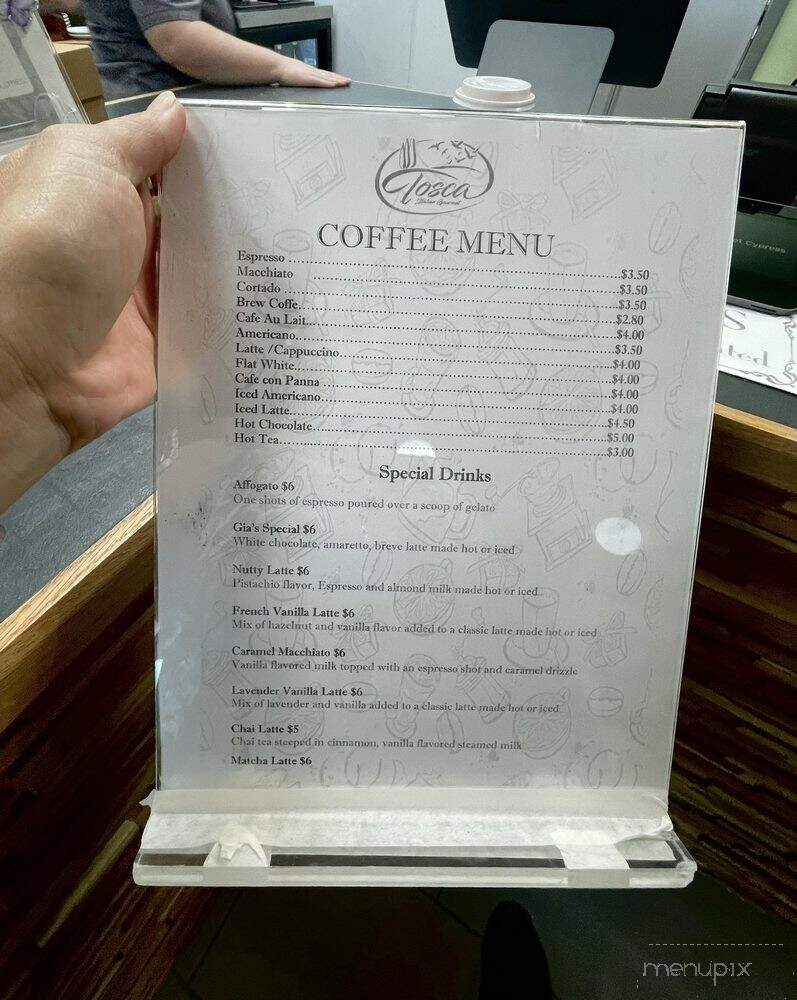 Tosca
Italian Gourmet
COFFEE MENU
Espresso ........................................$3.50
Macchiato ........................................$3.50
Cortado ........................................$3.50
Brew Coffe........................................$2.80
Cafe Au Lait........................................$4.00
Americano........................................$3.50
Latte /Cappuccino........................................$4.00
Flat White........................................$4.00
Cafe con Panna ........................................$4.00
Iced Americano........................................$4.00
Iced Latte........................................$4.50
Hot Chocolate........................................$5.00
Hot Tea........................................$3.00
Special Drinks
Affogato $6
One shots of espresso poured over a scoop of gelato
Gia's Special $6
White chocolate, amaretto, breve latte made hot or iced
Nutty Latte $6
Pistachio flavor, Espresso and almond milk made hot or iced
French Vanilla Latte $6
Mix of hazelnut and vanilla flavor added to a classic latte made hot or iced
Caramel Macchiato $6
Vanilla flavored milk topped with an espresso shot and caramel drizzle
Lavender Vanilla Latte $6
Mix of lavender and vanilla added to a classic latte made hot or iced
Chai Latte $5
Chai tea steeped in cinnamon, vanilla flavored steamed milk
Matcha Latte $6
et Cypress
menupix